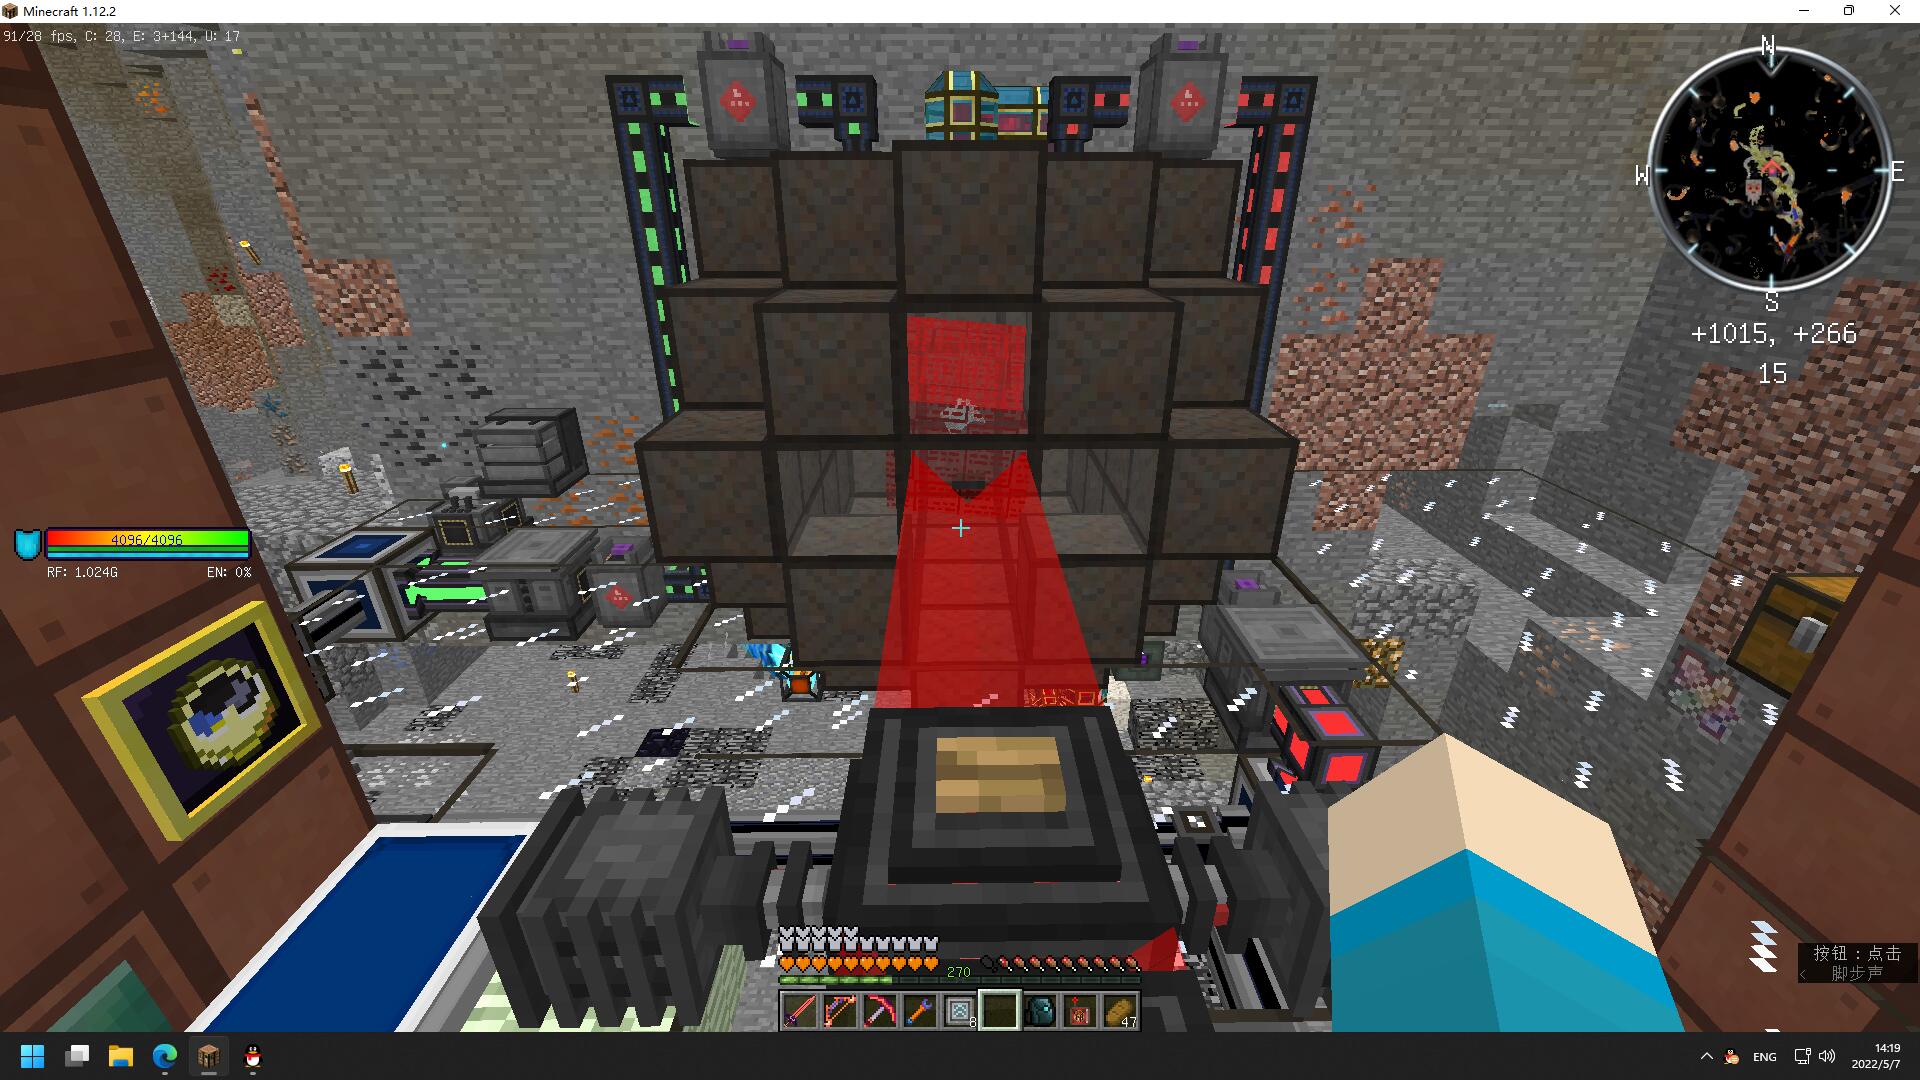 Minecraft 1.12.2
91/28 fps, C: 28, E: 3+144, U: 17
N
W
E
S
+1015, +266
15
4096/4096
RF: 1.024G
EN: 0%
270
8
47
按钮：点击
< 脚步声
ENG
14:19
2022/5/7